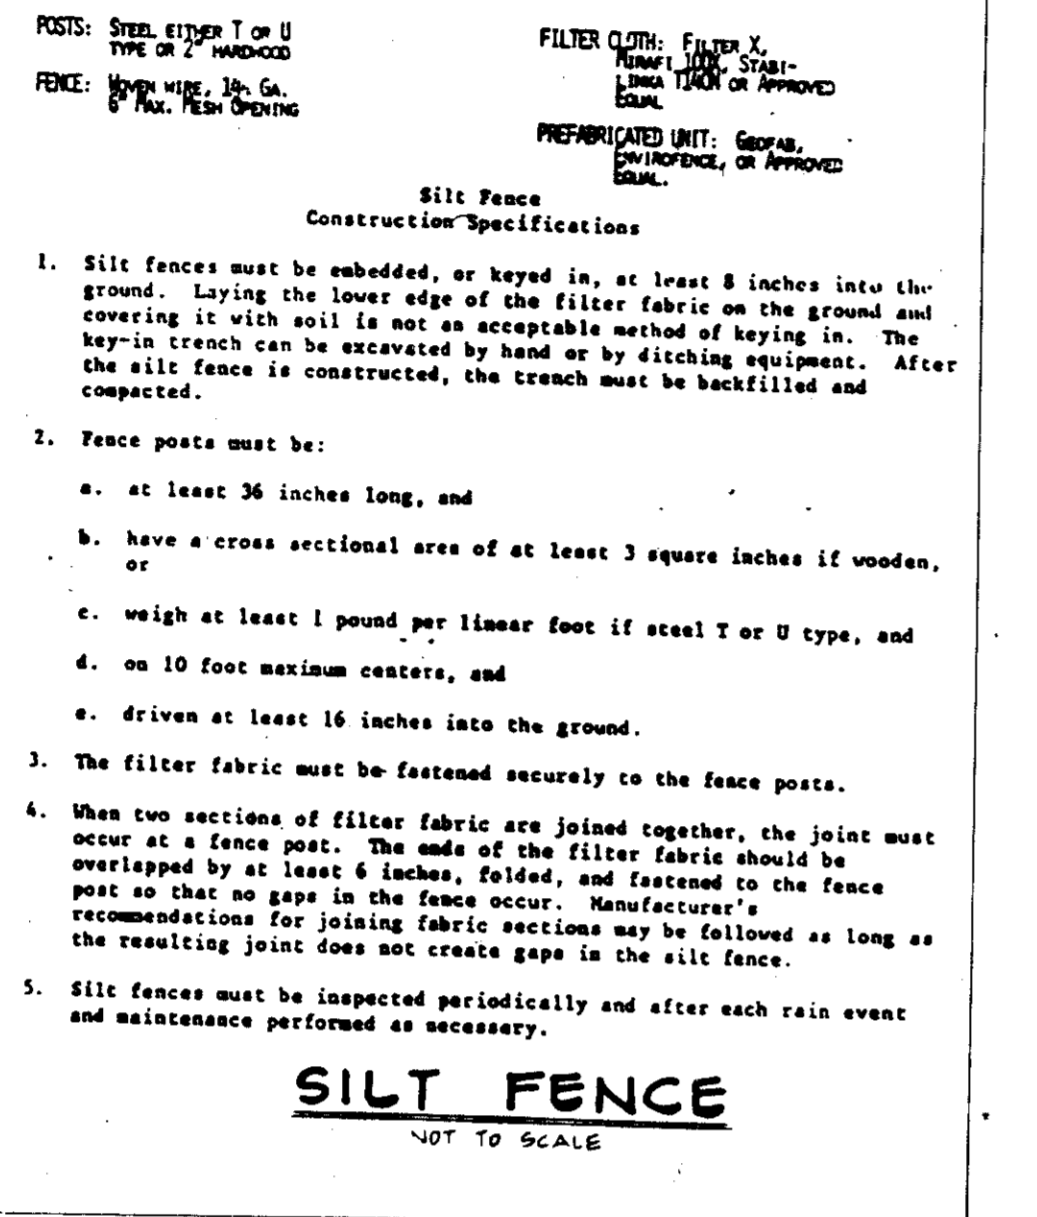 POSTS: STEEL EITHER T OR U
TYPE OR 2" HARDWOOD
FENCE: WOVEN WIRE, 14 GA.
6" MAX. MESH OPENING
FILTER CLOTH: FILTER X,
MIRAFI 100X, STABI-
LINKA T140N OR APPROVED
EQUAL
PREFABRICATED UNIT: GEOFAB,
ENVIROFENCE, OR APPROVED
EQUAL.
Silt Fence
Construction Specifications
1. Silt fences must be embedded, or keyed in, at least 8 inches into the
ground. Laying the lower edge of the filter fabric on the ground and
covering it with soil is not an acceptable method of keying in. The
key-in trench can be excavated by hand or by ditching equipment. After
the silt fence is constructed, the trench must be backfilled and
compacted.
2. Fence posts must be:
a. at least 36 inches long, and
b. have a cross sectional area of at least 3 square inches if wooden,
or
c. weigh at least 1 pound per linear foot if steel T or U type, and
d. on 10 foot maximum centers, and
e. driven at least 16 inches into the ground.
3. The filter fabric must be fastened securely to the fence posts.
4. When two sections of filter fabric are joined together, the joint must
occur at a fence post. The ends of the filter fabric should be
overlapped by at least 6 inches, folded, and fastened to the fence
post so that no gaps in the fence occur. Manufacturer's
recommendations for joining fabric sections may be followed as long as
the resulting joint does not create gaps in the silt fence.
5. Silt fences must be inspected periodically and after each rain event
and maintenance performed as necessary.
SILT FENCE
NOT TO SCALE